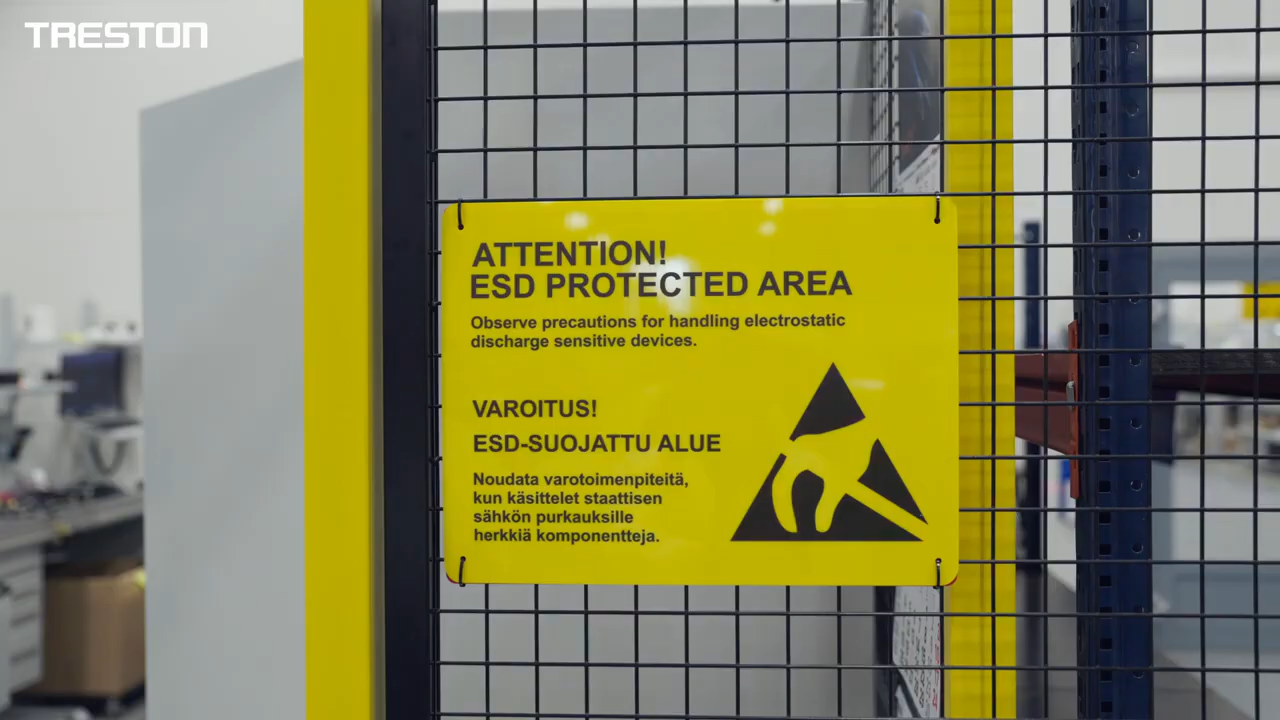 TRESTON
ATTENTION!
ESD PROTECTED AREA
Observe precautions for handling electrostatic
discharge sensitive devices.
VAROITUS!
ESD-SUOJATTU ALUE
Noudata varotoimenpiteitä,
kun käsittelet staattisen
sähkön purkauksille
herkkiä komponentteja.